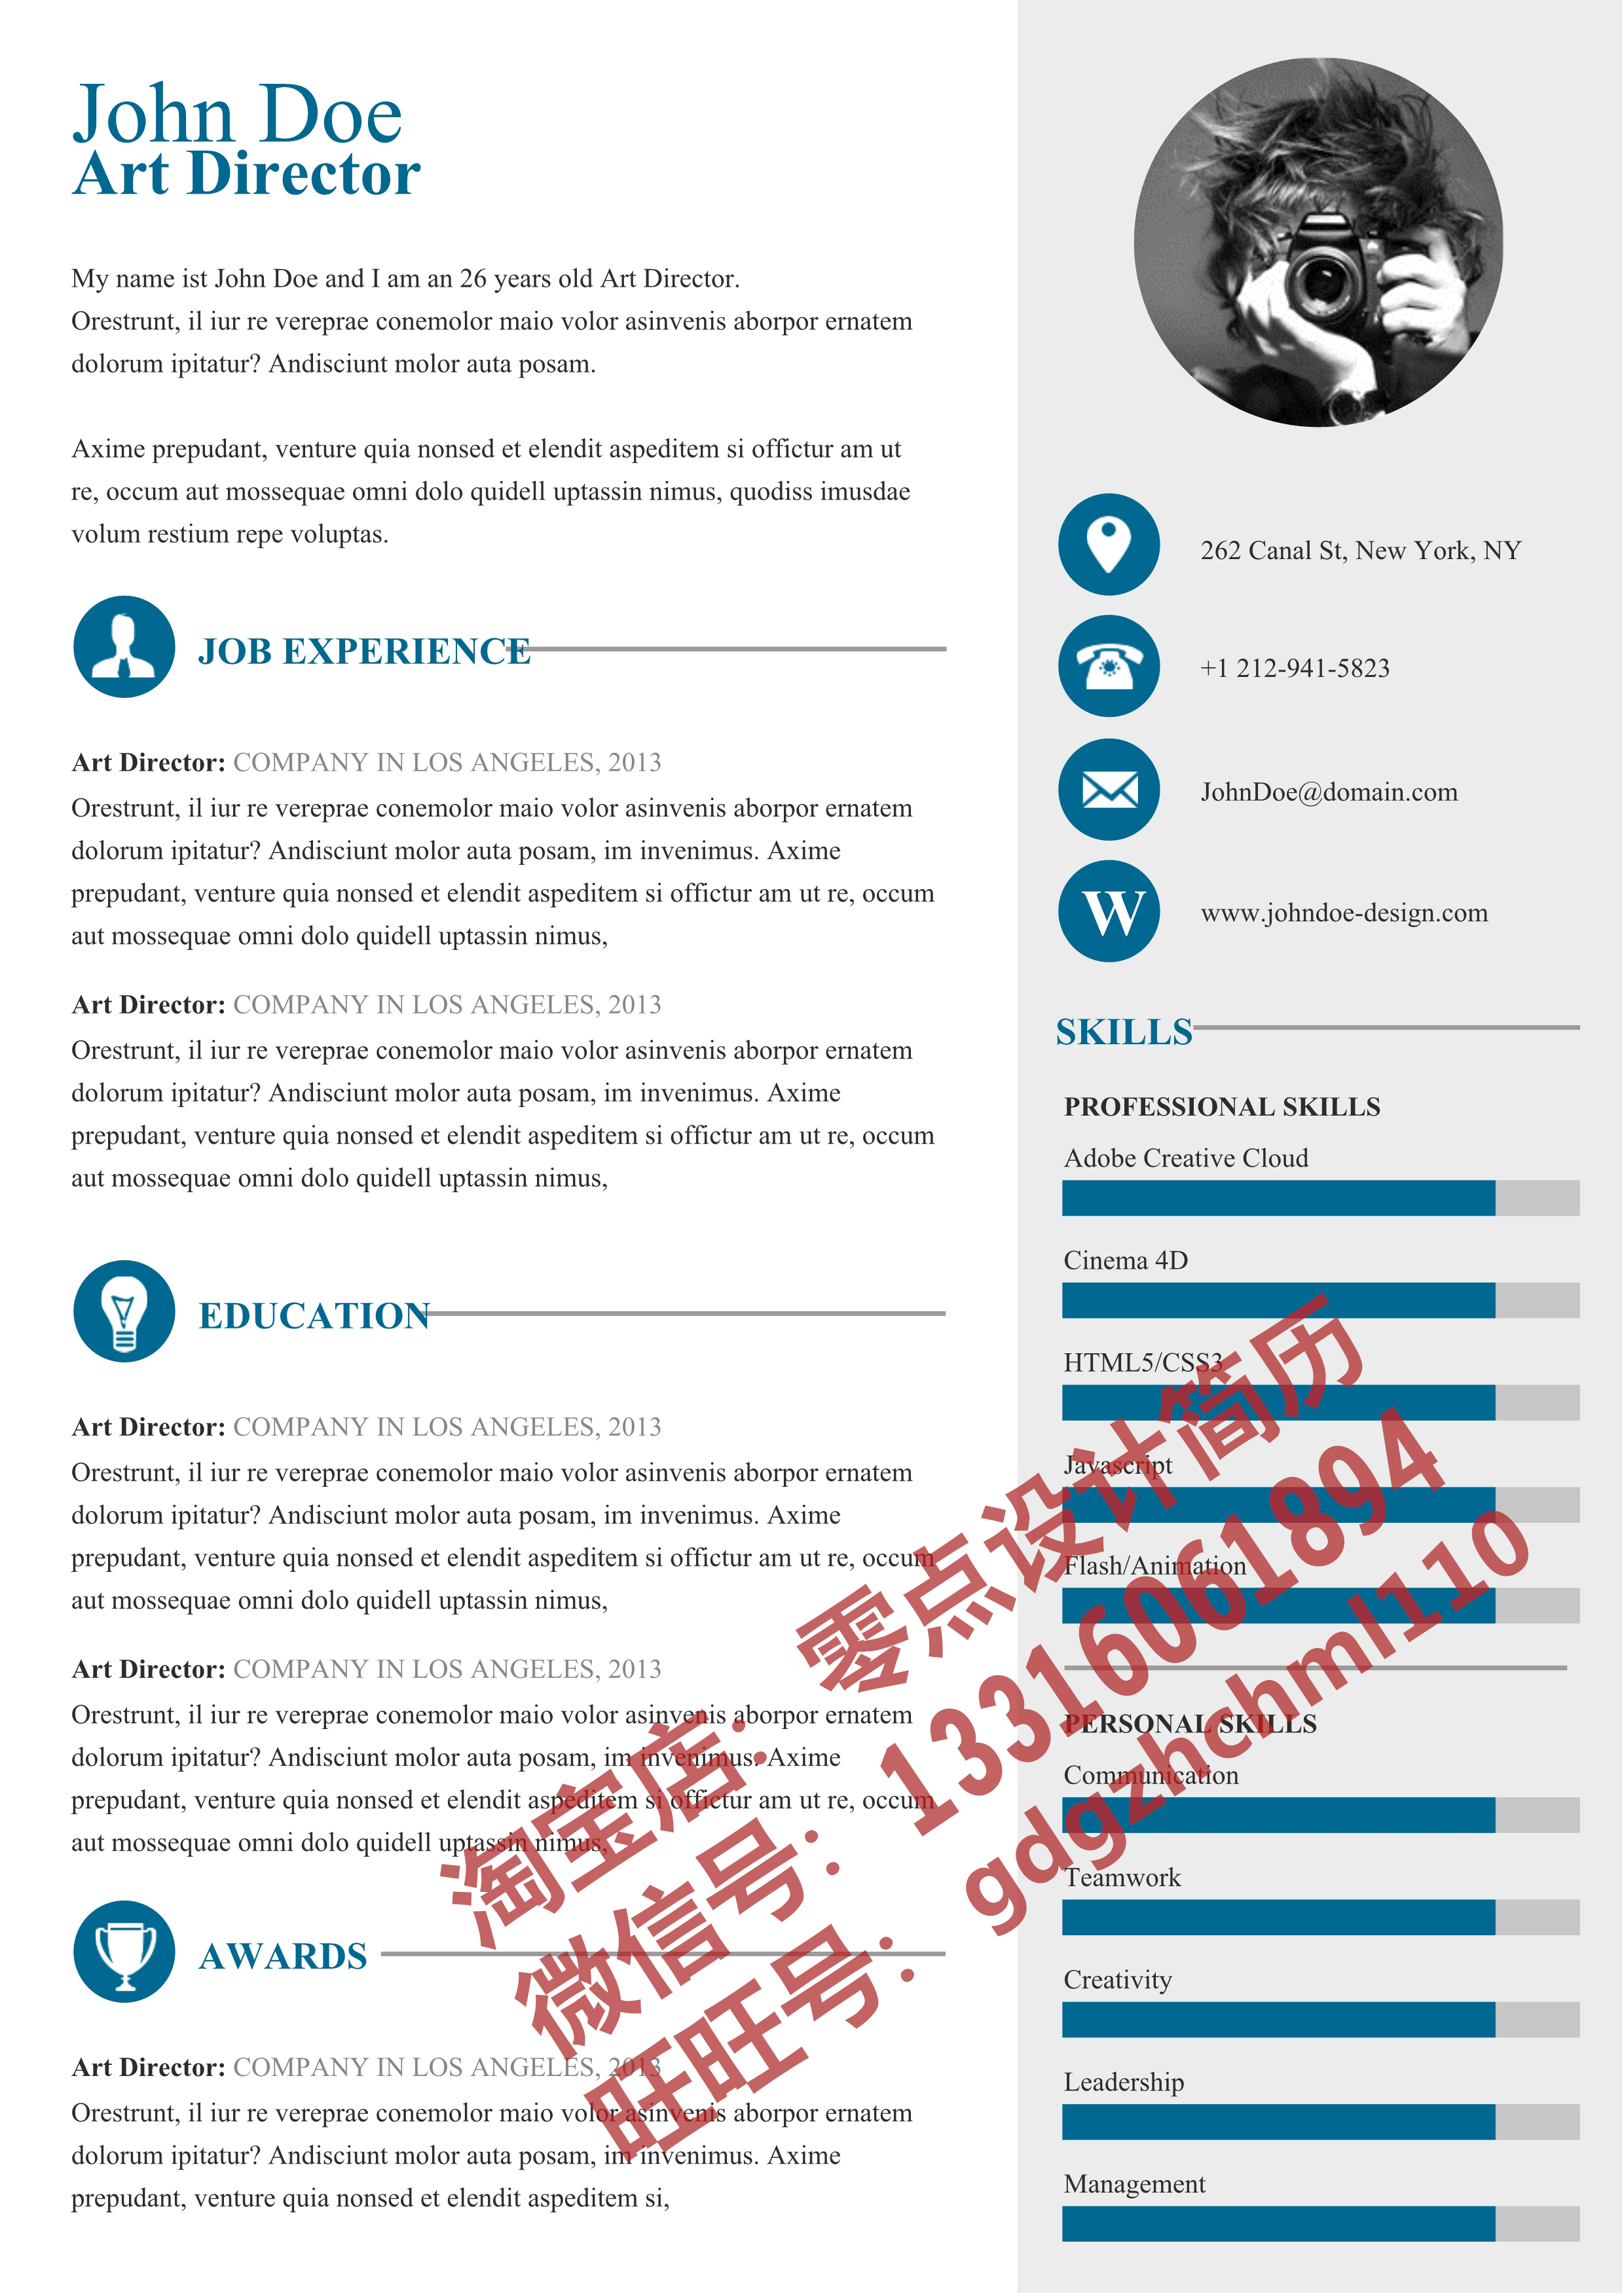 John Doe
Art Director
My name ist John Doe and I am an 26 years old Art Director.
Orestrunt, il iur re vereprae conemolor maio volor asinvenis aborpor ernatem
dolorum ipitatur? Andisciunt molor auta posam.
Axime prepudant, venture quia nonsed et elendit aspeditem si offictur am ut
re, occum aut mossequae omni dolo quidell uptassin nimus, quodiss imusdae
volum restium repe voluptas.
JOB EXPERIENCE
Art Director: COMPANY IN LOS ANGELES, 2013
Orestrunt, il iur re vereprae conemolor maio volor asinvenis aborpor ernatem
dolorum ipitatur? Andisciunt molor auta posam, im invenimus. Axime
prepudant, venture quia nonsed et elendit aspeditem si offictur am ut re, occum
aut mossequae omni dolo quidell uptassin nimus,
Art Director: COMPANY IN LOS ANGELES, 2013
Orestrunt, il iur re vereprae conemolor maio volor asinvenis aborpor ernatem
dolorum ipitatur? Andisciunt molor auta posam, im invenimus. Axime
prepudant, venture quia nonsed et elendit aspeditem si offictur am ut re, occum
aut mossequae omni dolo quidell uptassin nimus,
EDUCATION
Art Director: COMPANY IN LOS ANGELES, 2013
Orestrunt, il iur re vereprae conemolor maio volor asinvenis aborpor ernatem
dolorum ipitatur? Andisciunt molor auta posam, im invenimus. Axime
prepudant, venture quia nonsed et elendit aspeditem si offictur am ut re, occum
aut mossequae omni dolo quidell uptassin nimus,
Art Director: COMPANY IN LOS ANGELES, 2013
Orestrunt, il iur re vereprae conemolor maio volor asinvenis aborpor ernatem
dolorum ipitatur? Andisciunt molor auta posam, im invenimus. Axime
prepudant, venture quia nonsed et elendit aspeditem si offictur am ut re, occum
aut mossequae omni dolo quidell uptassin nimus,
AWARDS
Art Director: COMPANY IN LOS ANGELES, 2013
Orestrunt, il iur re vereprae conemolor maio volor asinvenis aborpor ernatem
dolorum ipitatur? Andisciunt molor auta posam, im invenimus. Axime
prepudant, venture quia nonsed et elendit aspeditem si,
262 Canal St, New York, NY
+1 212-941-5823
JohnDoe@domain.com
W
www.johndoe-design.com
SKILLS
PROFESSIONAL SKILLS
Adobe Creative Cloud
Cinema 4D
HTML5/CSS3
Javascript
Flash/Animation
PERSONAL SKILLS
Communication
Teamwork
Creativity
Leadership
Management
淘宝店：零点设计简历
微信号：13316061894
旺旺号：gdgzhchml110